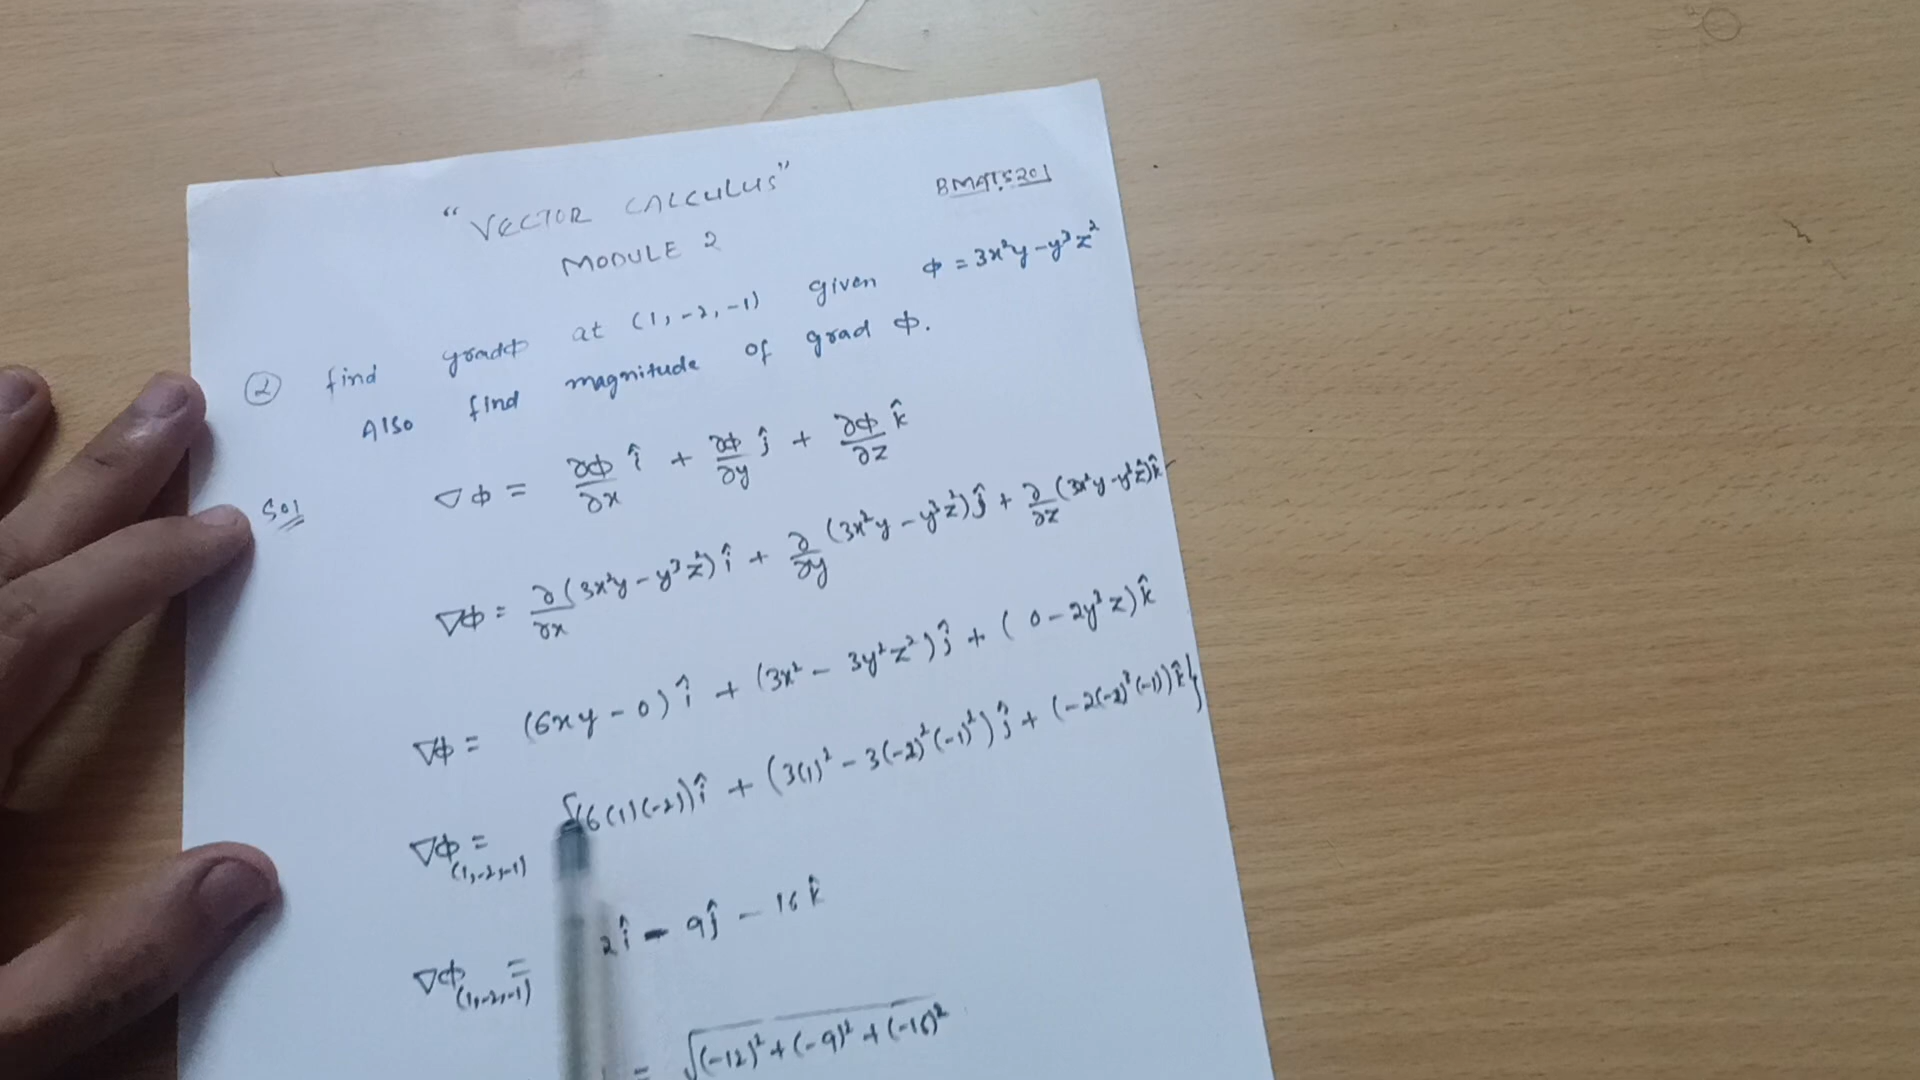 "VECTOR CALCULUS" BMATS201
MODULE 2
② find gradϕ at (1, -2, -1) given ϕ = 3x²y - y³z²
Also find magnitude of grad ϕ.
Sol ∇ϕ = ∂ϕ/∂x î + ∂ϕ/∂y ĵ + ∂ϕ/∂z k̂
∇ϕ = ∂/∂x (3x²y - y³z²) î + ∂/∂y (3x²y - y³z²) ĵ + ∂/∂z (3x²y - y³z²) k̂
∇ϕ = (6xy - 0) î + (3x² - 3y²z²) ĵ + (0 - 2y³z) k̂
∇ϕ(1,-2,-1) = {(6(1)(-2)) î + (3(1)² - 3(-2)²(-1)²) ĵ + (-2(-2)³(-1)) k̂}
∇ϕ(1,-2,-1) = 2î - 9ĵ - 16k̂
= √(-12)² + (-9)² + (-16)²